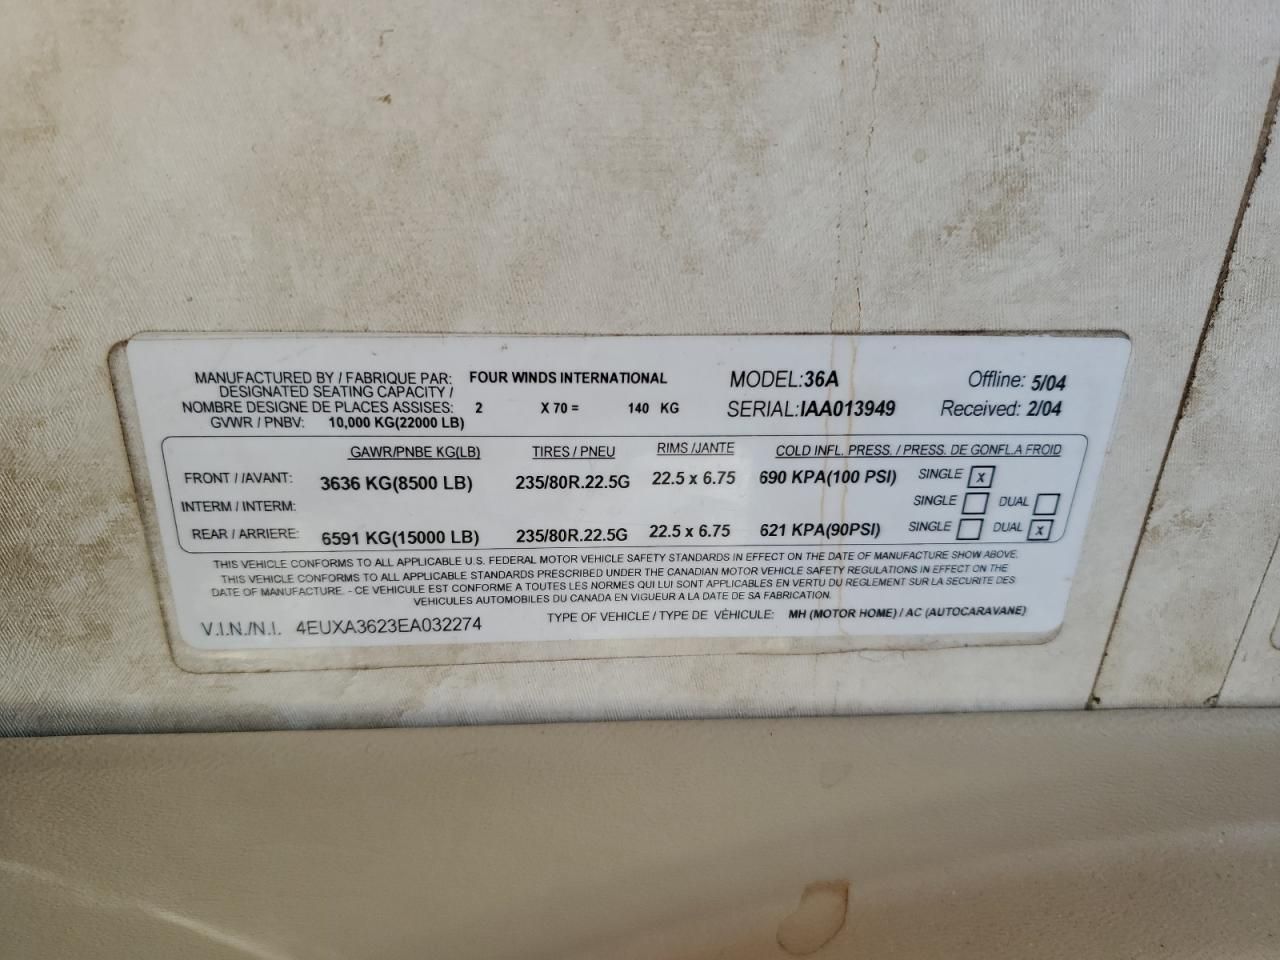 MANUFACTURED BY / FABRIQUE PAR: FOUR WINDS INTERNATIONAL MODEL:36A Offline: 5/04
DESIGNATED SEATING CAPACITY /
NOMBRE DESIGNE DE PLACES ASSISES: 2 X 70 = 140 KG SERIAL:IAA013949 Received: 2/04
GVWR / PNBV: 10,000 KG(22000 LB)
GAWR/PNBE KG(LB) TIRES / PNEU RIMS /JANTE COLD INFL. PRESS. / PRESS. DE GONFL.A FROID
FRONT / /AVANT: 3636 KG(8500 LB) 235/80R.22.5G 22.5 x 6.75 690 KPA(100 PSI) SINGLE X
INTERM / INTERM: SINGLE DUAL
REAR / ARRIERE: 6591 KG(15000 LB) 235/80R.22.5G 22.5 x 6.75 621 KPA(90PSI) SINGLE DUAL X
THIS VEHICLE CONFORMS TO ALL APPLICABLE U.S. FEDERAL MOTOR VEHICLE SAFETY STANDARDS IN EFFECT ON THE DATE OF MANUFACTURE SHOW ABOVE.
THIS VEHICLE CONFORMS TO ALL APPLICABLE STANDARDS PRESCRIBED UNDER THE CANADIAN MOTOR VEHICLE SAFETY REGULATIONS IN EFFECT ON THE
DATE OF MANUFACTURE. - CE VEHICULE EST CONFORME A TOUTES LES NORMES QUI LUI SONT APPLICABLES EN VERTU DU REGLEMENT SUR LA SECURITE DES
VEHICULES AUTOMOBILES DU CANADA EN VIGUEUR A LA DATE DE SA FABRICATION.
V.I.N./N.I. 4EUXA3623EA032274 TYPE OF VEHICLE / TYPE DE VÉHICULE: MH (MOTOR HOME) / AC (AUTOCARAVANE)